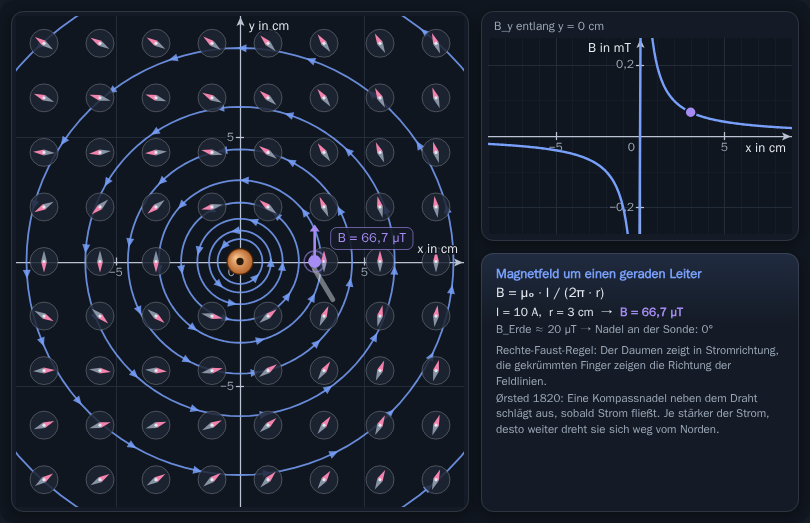 y in cm
5
B = 66,7 µT
x in cm
−5
0
5
−5
B_y entlang y = 0 cm
B in mT
0,2
−5
0
5
x in cm
−0,2
Magnetfeld um einen geraden Leiter
B = µ₀ · I / (2π · r)
I = 10 A, r = 3 cm → B = 66,7 µT
B_Erde ≈ 20 µT → Nadel an der Sonde: 0°
Rechte-Faust-Regel: Der Daumen zeigt in Stromrichtung,
die gekrümmten Finger zeigen die Richtung der
Feldlinien.
Ørsted 1820: Eine Kompassnadel neben dem Draht
schlägt aus, sobald Strom fließt. Je stärker der Strom,
desto weiter dreht sie sich weg vom Norden.